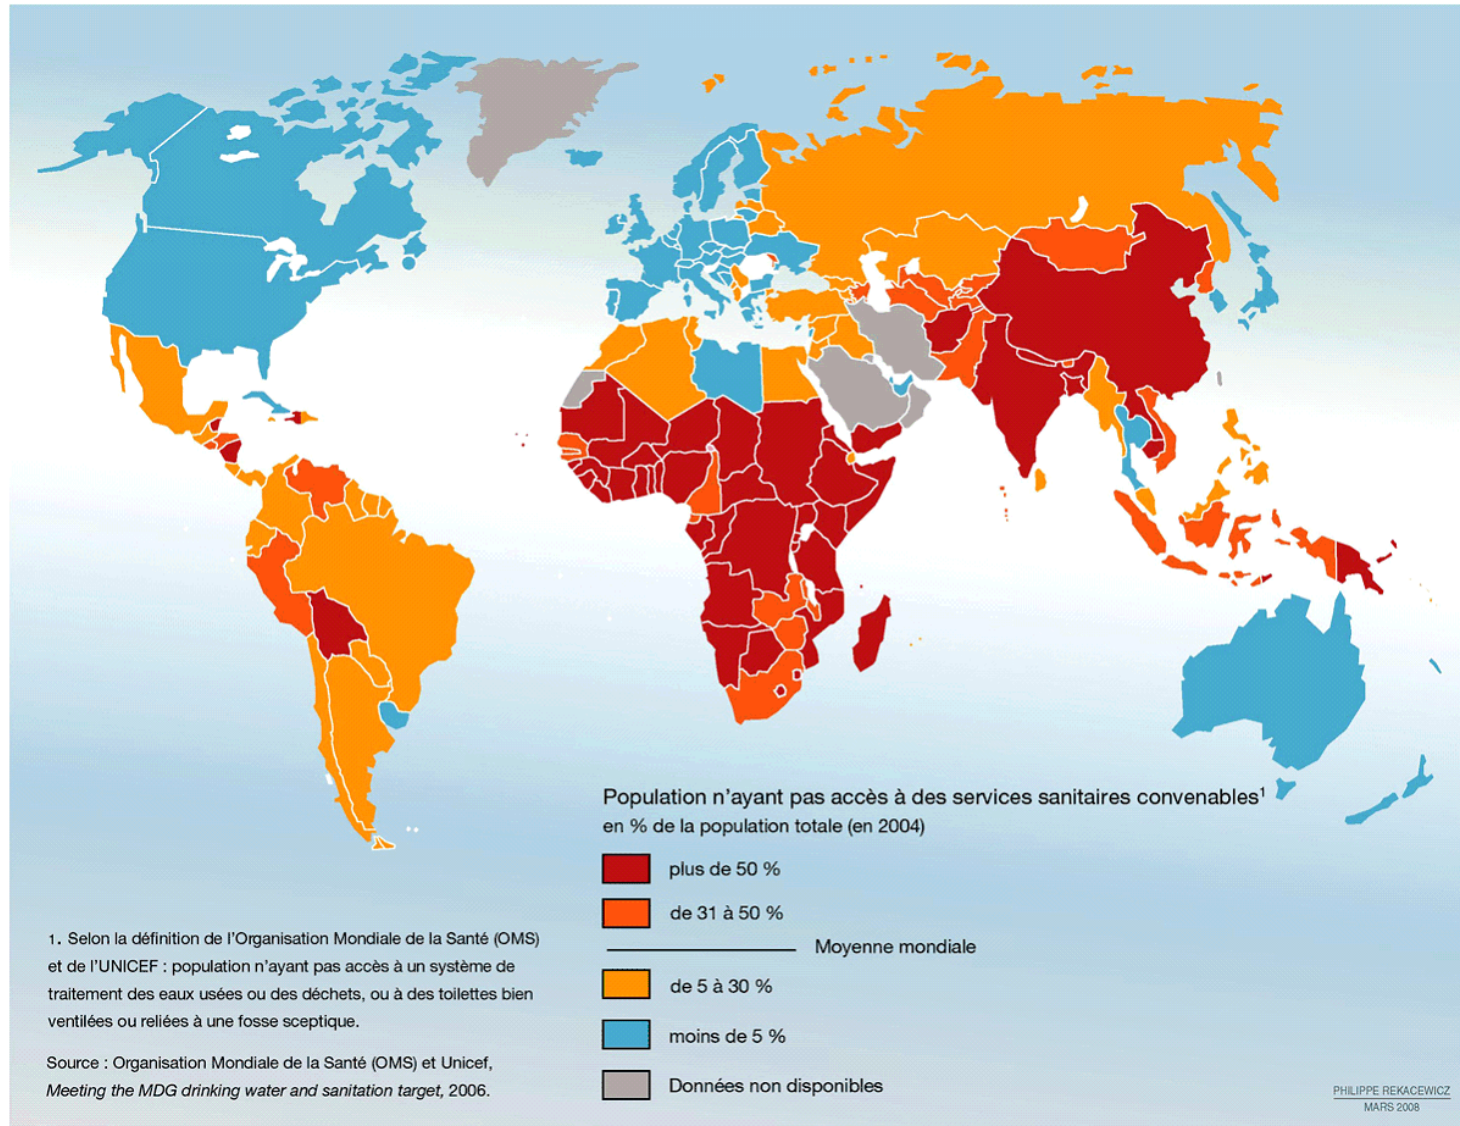 Population n'ayant pas accès à des services sanitaires convenables¹
en % de la population totale (en 2004)
plus de 50 %
de 31 à 50 %
Moyenne mondiale
de 5 à 30 %
moins de 5 %
Données non disponibles
1. Selon la définition de l'Organisation Mondiale de la Santé (OMS)
et de l'UNICEF : population n'ayant pas accès à un système de
traitement des eaux usées ou des déchets, ou à des toilettes bien
ventilées ou reliées à une fosse sceptique.
Source : Organisation Mondiale de la Santé (OMS) et Unicef,
Meeting the MDG drinking water and sanitation target, 2006.
PHILIPPE REKACEWICZ
MARS 2008